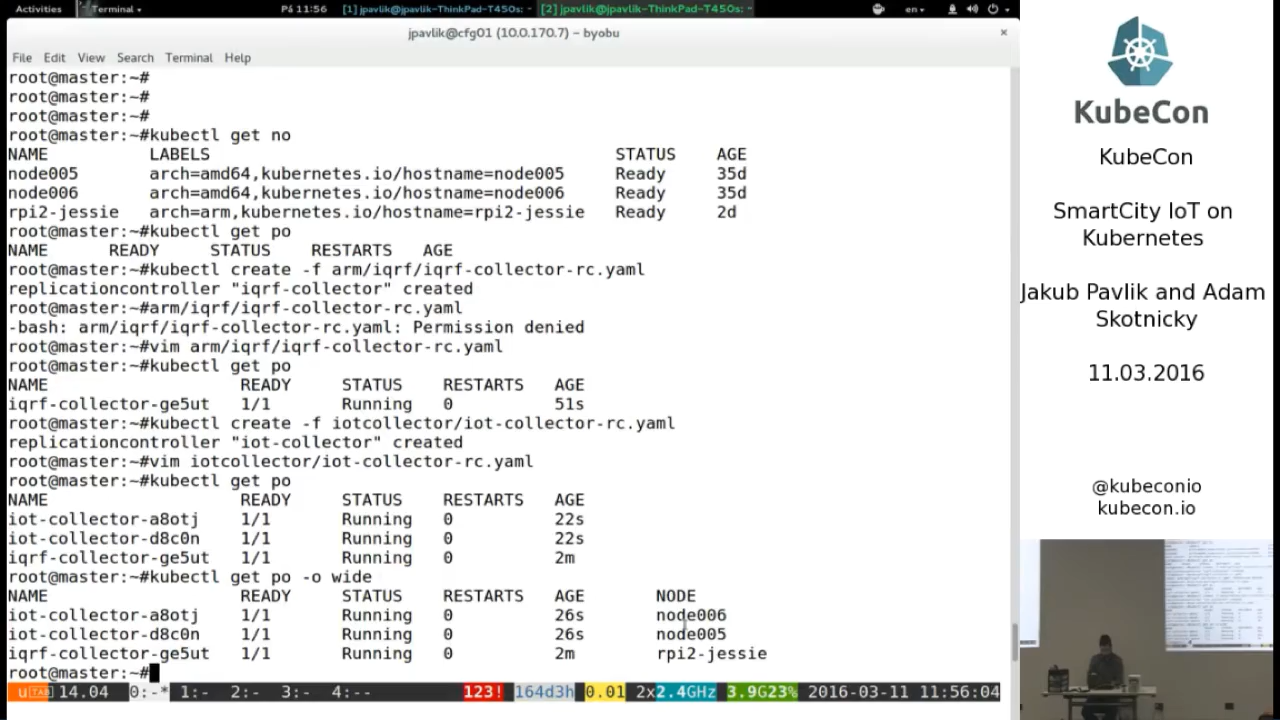 Activities Terminal Pá 11:56 [1] jpavlik@jpavlik-ThinkPad-T450s: [2] jpavlik@jpavlik-ThinkPad-T450s: en
jpavlik@cfg01 (10.0.170.7) – byobu ×
File Edit View Search Terminal Help
root@master:~#
root@master:~#
root@master:~#
root@master:~#kubectl get no
NAME LABELS STATUS AGE
node005 arch=amd64,kubernetes.io/hostname=node005 Ready 35d
node006 arch=amd64,kubernetes.io/hostname=node006 Ready 35d
rpi2-jessie arch=arm,kubernetes.io/hostname=rpi2-jessie Ready 2d
root@master:~#kubectl get po
NAME READY STATUS RESTARTS AGE
root@master:~#kubectl create -f arm/iqrf/iqrf-collector-rc.yaml
replicationcontroller "iqrf-collector" created
root@master:~#arm/iqrf/iqrf-collector-rc.yaml
-bash: arm/iqrf/iqrf-collector-rc.yaml: Permission denied
root@master:~#vim arm/iqrf/iqrf-collector-rc.yaml
root@master:~#kubectl get po
NAME READY STATUS RESTARTS AGE
iqrf-collector-ge5ut 1/1 Running 0 51s
root@master:~#kubectl create -f iotcollector/iot-collector-rc.yaml
replicationcontroller "iot-collector" created
root@master:~#vim iotcollector/iot-collector-rc.yaml
root@master:~#kubectl get po
NAME READY STATUS RESTARTS AGE
iot-collector-a8otj 1/1 Running 0 22s
iot-collector-d8c0n 1/1 Running 0 22s
iqrf-collector-ge5ut 1/1 Running 0 2m
root@master:~#kubectl get po -o wide
NAME READY STATUS RESTARTS AGE NODE
iot-collector-a8otj 1/1 Running 0 26s node006
iot-collector-d8c0n 1/1 Running 0 26s node005
iqrf-collector-ge5ut 1/1 Running 0 2m rpi2-jessie
root@master:~#
u TAB 14.04 0:-* 1:- 2:- 3:- 4:-- 123! 164d3h 0.01 2x2.4GHz 3.9G23% 2016-03-11 11:56:04
KubeCon
KubeCon
SmartCity IoT on
Kubernetes
Jakub Pavlik and Adam
Skotnicky
11.03.2016
@kubeconio
kubecon.io